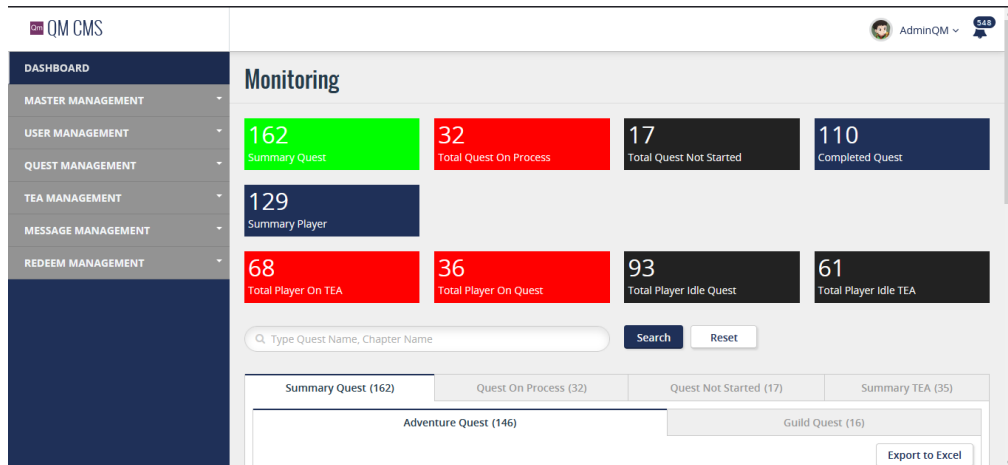 Qm QM CMS
AdminQM
548
DASHBOARD
MASTER MANAGEMENT
USER MANAGEMENT
QUEST MANAGEMENT
TEA MANAGEMENT
MESSAGE MANAGEMENT
REDEEM MANAGEMENT
Monitoring
162
Summary Quest
32
Total Quest On Process
17
Total Quest Not Started
110
Completed Quest
129
Summary Player
68
Total Player On TEA
36
Total Player On Quest
93
Total Player Idle Quest
61
Total Player Idle TEA
Type Quest Name, Chapter Name
Search
Reset
Summary Quest (162)
Quest On Process (32)
Quest Not Started (17)
Summary TEA (35)
Adventure Quest (146)
Guild Quest (16)
Export to Excel